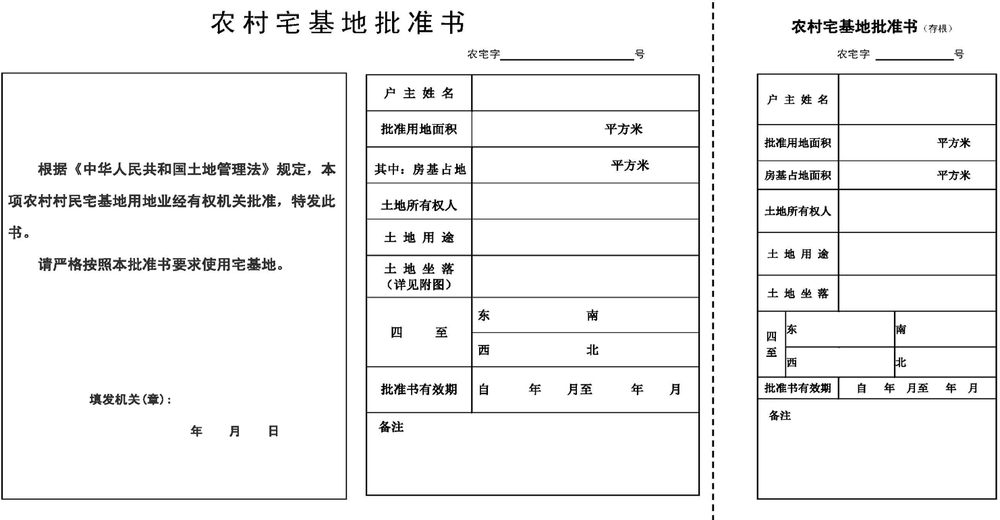 农村宅基地批准书
农宅字 号
根据《中华人民共和国土地管理法》规定，本
项农村村民宅基地用地业经有权机关批准，特发此
书。
请严格按照本批准书要求使用宅基地。
填发机关(章)：
年 月 日
户主姓名
批准用地面积 平方米
其中：房基占地 平方米
土地所有权人
土地用途
土地坐落
（详见附图）
四至
东 南
西 北
批准书有效期 自 年 月至 年 月
备注
农村宅基地批准书（存根）
农宅字 号
户主姓名
批准用地面积 平方米
房基占地面积 平方米
土地所有权人
土地用途
土地坐落
四至
东 南
西 北
批准书有效期 自 年 月至 年 月
备注